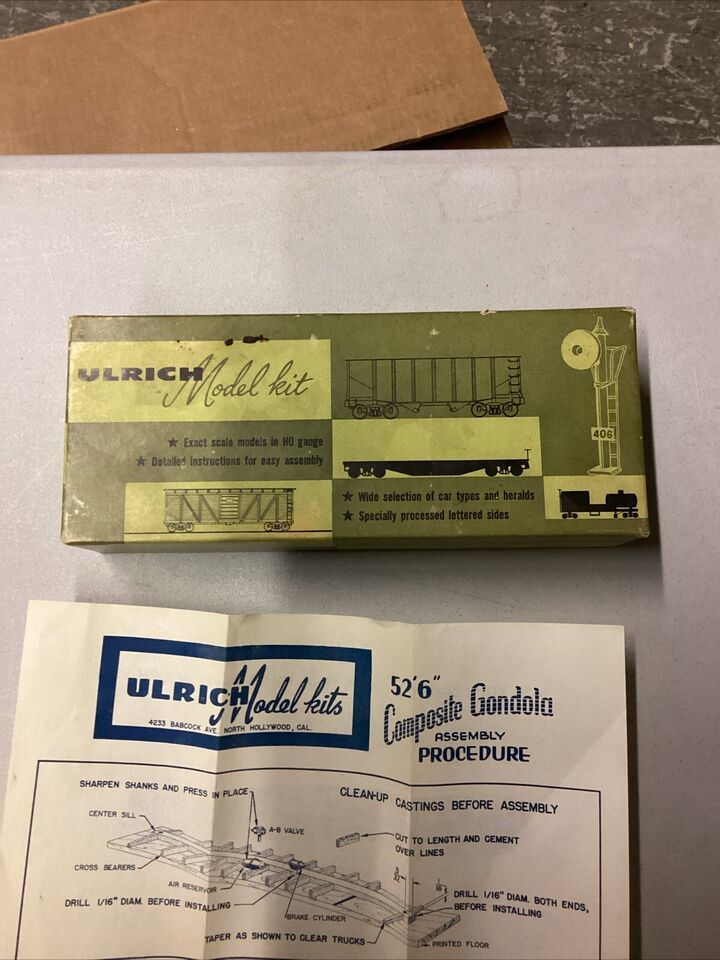 ULRICH Model kit
★ Exact scale models in HO gauge
★ Detailed instructions for easy assembly
406
★ Wide selection of car types and heralds
★ Specially processed lettered sides
ULRICH Model kits
4233 BABCOCK AVE. NORTH HOLLYWOOD, CAL.
52'6"
Composite Gondola
ASSEMBLY
PROCEDURE
SHARPEN SHANKS AND PRESS IN PLACE
CLEAN-UP CASTINGS BEFORE ASSEMBLY
CENTER SILL
A-B VALVE
CUT TO LENGTH AND CEMENT
OVER LINES
CROSS BEARERS
AIR RESERVOIR
DRILL 1/16" DIAM. BEFORE INSTALLING
DRILL 1/16" DIAM. BOTH ENDS,
BEFORE INSTALLING
BRAKE CYLINDER
TAPER AS SHOWN TO CLEAR TRUCKS
PRINTED FLOOR